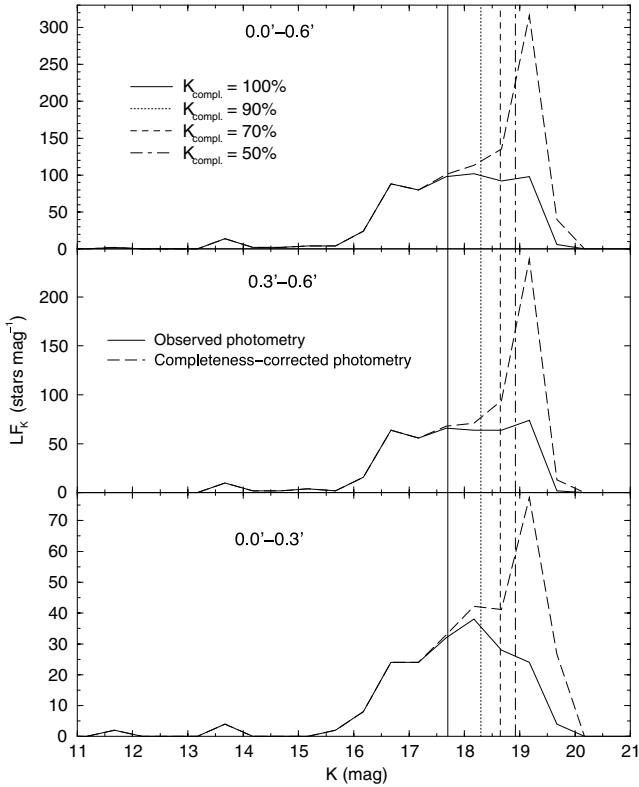 300
250
200
150
100
50
0
0.0'−0.6'
K_compl. = 100%
K_compl. = 90%
K_compl. = 70%
K_compl. = 50%
200
150
100
50
0
0.3'−0.6'
Observed photometry
Completeness−corrected photometry
LF_K (stars mag⁻¹)
70
60
50
40
30
20
10
0
0.0'−0.3'
11 12 13 14 15 16 17 18 19 20 21
K (mag)